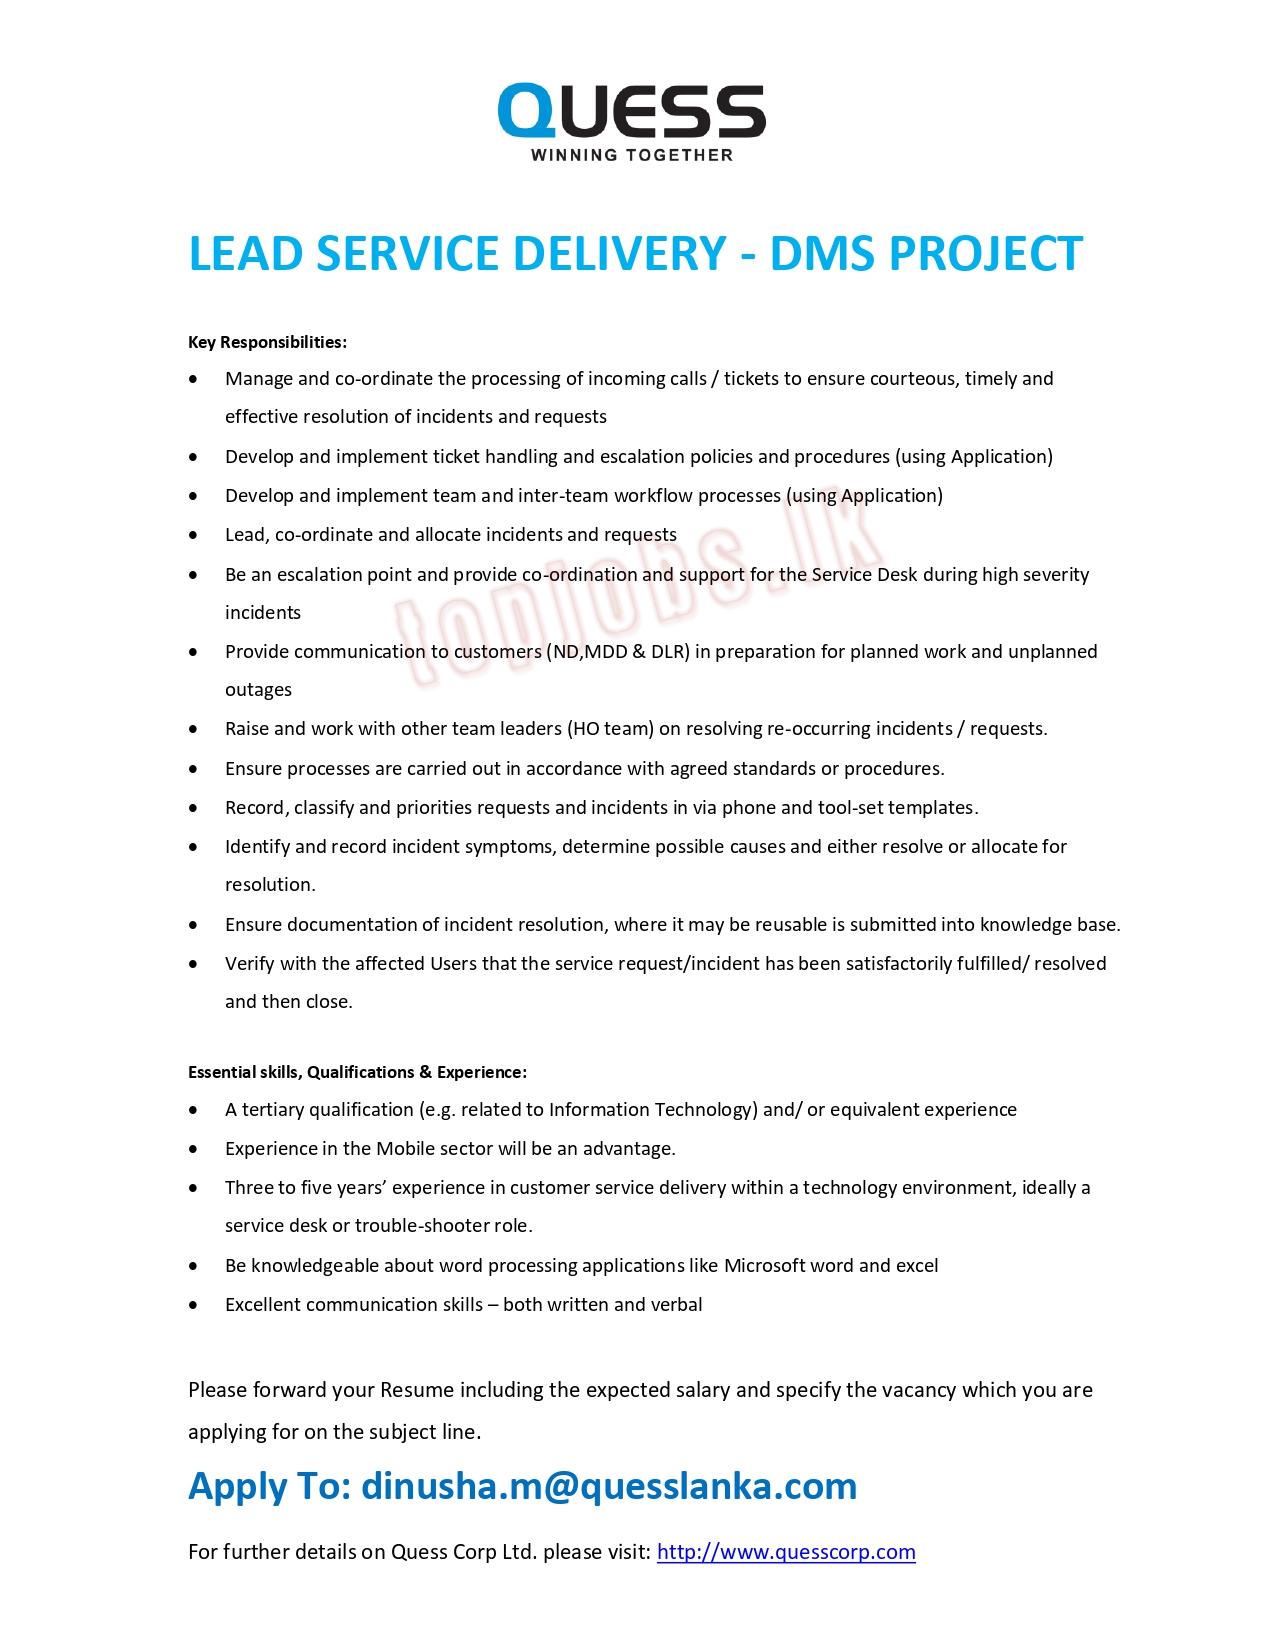 QUESS
WINNING TOGETHER
LEAD SERVICE DELIVERY - DMS PROJECT
Key Responsibilities:
• Manage and co-ordinate the processing of incoming calls / tickets to ensure courteous, timely and
effective resolution of incidents and requests
• Develop and implement ticket handling and escalation policies and procedures (using Application)
• Develop and implement team and inter-team workflow processes (using Application)
• Lead, co-ordinate and allocate incidents and requests
• Be an escalation point and provide co-ordination and support for the Service Desk during high severity
incidents
• Provide communication to customers (ND,MDD & DLR) in preparation for planned work and unplanned
outages
• Raise and work with other team leaders (HO team) on resolving re-occurring incidents / requests.
• Ensure processes are carried out in accordance with agreed standards or procedures.
• Record, classify and priorities requests and incidents in via phone and tool-set templates.
• Identify and record incident symptoms, determine possible causes and either resolve or allocate for
resolution.
• Ensure documentation of incident resolution, where it may be reusable is submitted into knowledge base.
• Verify with the affected Users that the service request/incident has been satisfactorily fulfilled/ resolved
and then close.
topjobs.lk
Essential skills, Qualifications & Experience:
• A tertiary qualification (e.g. related to Information Technology) and/ or equivalent experience
• Experience in the Mobile sector will be an advantage.
• Three to five years’ experience in customer service delivery within a technology environment, ideally a
service desk or trouble-shooter role.
• Be knowledgeable about word processing applications like Microsoft word and excel
• Excellent communication skills – both written and verbal
Please forward your Resume including the expected salary and specify the vacancy which you are
applying for on the subject line.
Apply To: dinusha.m@quesslanka.com
For further details on Quess Corp Ltd. please visit: http://www.quesscorp.com